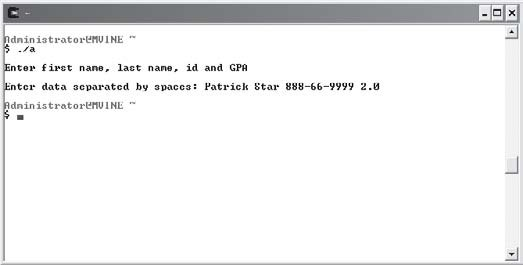 ~
Administrator@MVINE ~
$ ./a
Enter first name, last name, id and GPA
Enter data separated by spaces: Patrick Star 888-66-9999 2.0
Administrator@MVINE ~
$